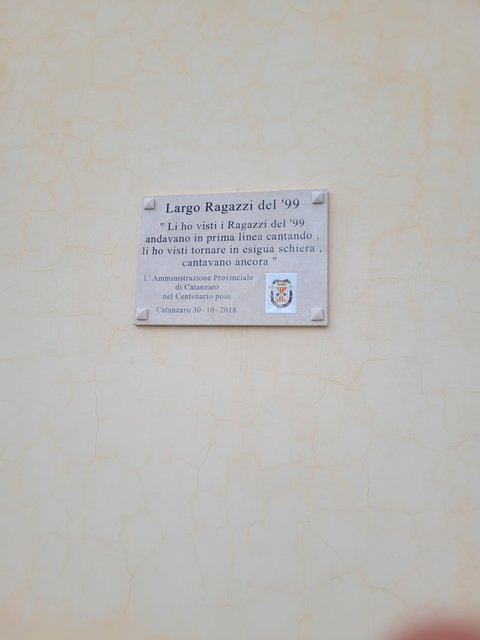 Largo Ragazzi del '99
" Li ho visti i Ragazzi del '99
andavano in prima linea cantando ,
li ho visti tornare in esigua schiera ,
cantavano ancora "
L' Amministrazione Provinciale
di Catanzaro
nel Centenario pose
Catanzaro 30-10-2018